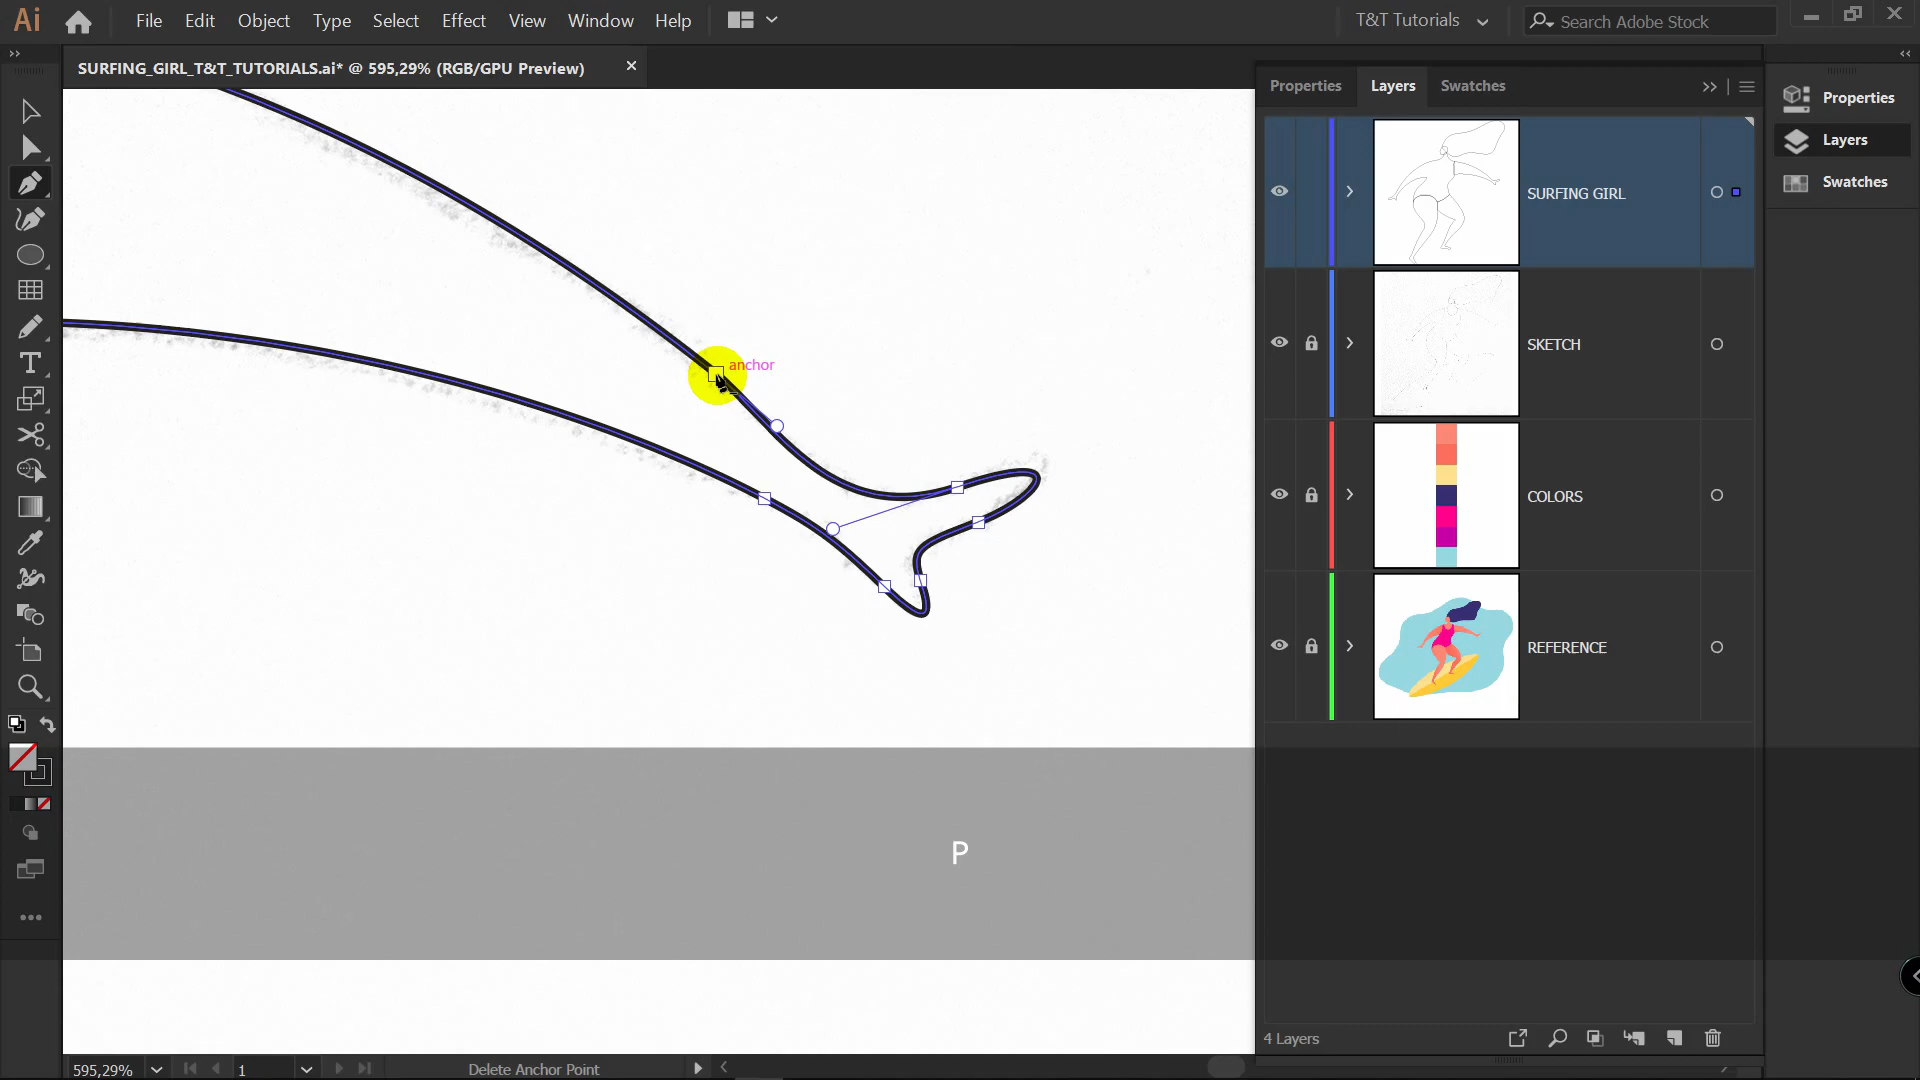 Ai File Edit Object Type Select Effect View Window Help T&T Tutorials Search Adobe Stock
SURFING_GIRL_T&T_TUTORIALS.ai* @ 595,29% (RGB/GPU Preview)
Properties Layers Swatches
Properties
Layers
Swatches
SURFING GIRL
SKETCH
COLORS
REFERENCE
anchor
P
4 Layers
595,29% 1 Delete Anchor Point